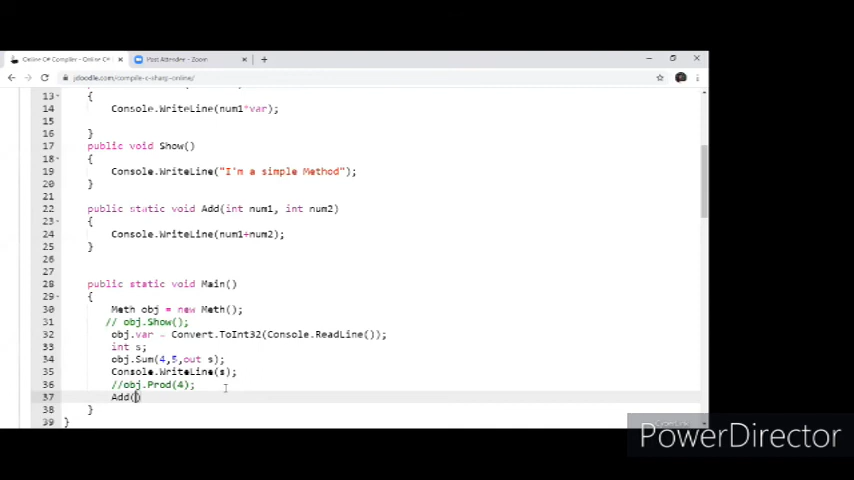 Online C# Compiler - Online C#
Post Attendee - Zoom
jdoodle.com/compile-c-sharp-online/
13 {
14 Console.WriteLine(num1*var);
15
16 }
17 public void Show()
18 {
19 Console.WriteLine("I'm a simple Method");
20 }
21
22 public static void Add(int num1, int num2)
23 {
24 Console.WriteLine(num1+num2);
25 }
26
27
28 public static void Main()
29 {
30 Meth obj = new Meth();
31 // obj.Show();
32 obj.var = Convert.ToInt32(Console.ReadLine());
33 int s;
34 obj.Sum(4,5,out s);
35 Console.WriteLine(s);
36 //obj.Prod(4);
37 Add()
38 }
39 }
PowerDirector